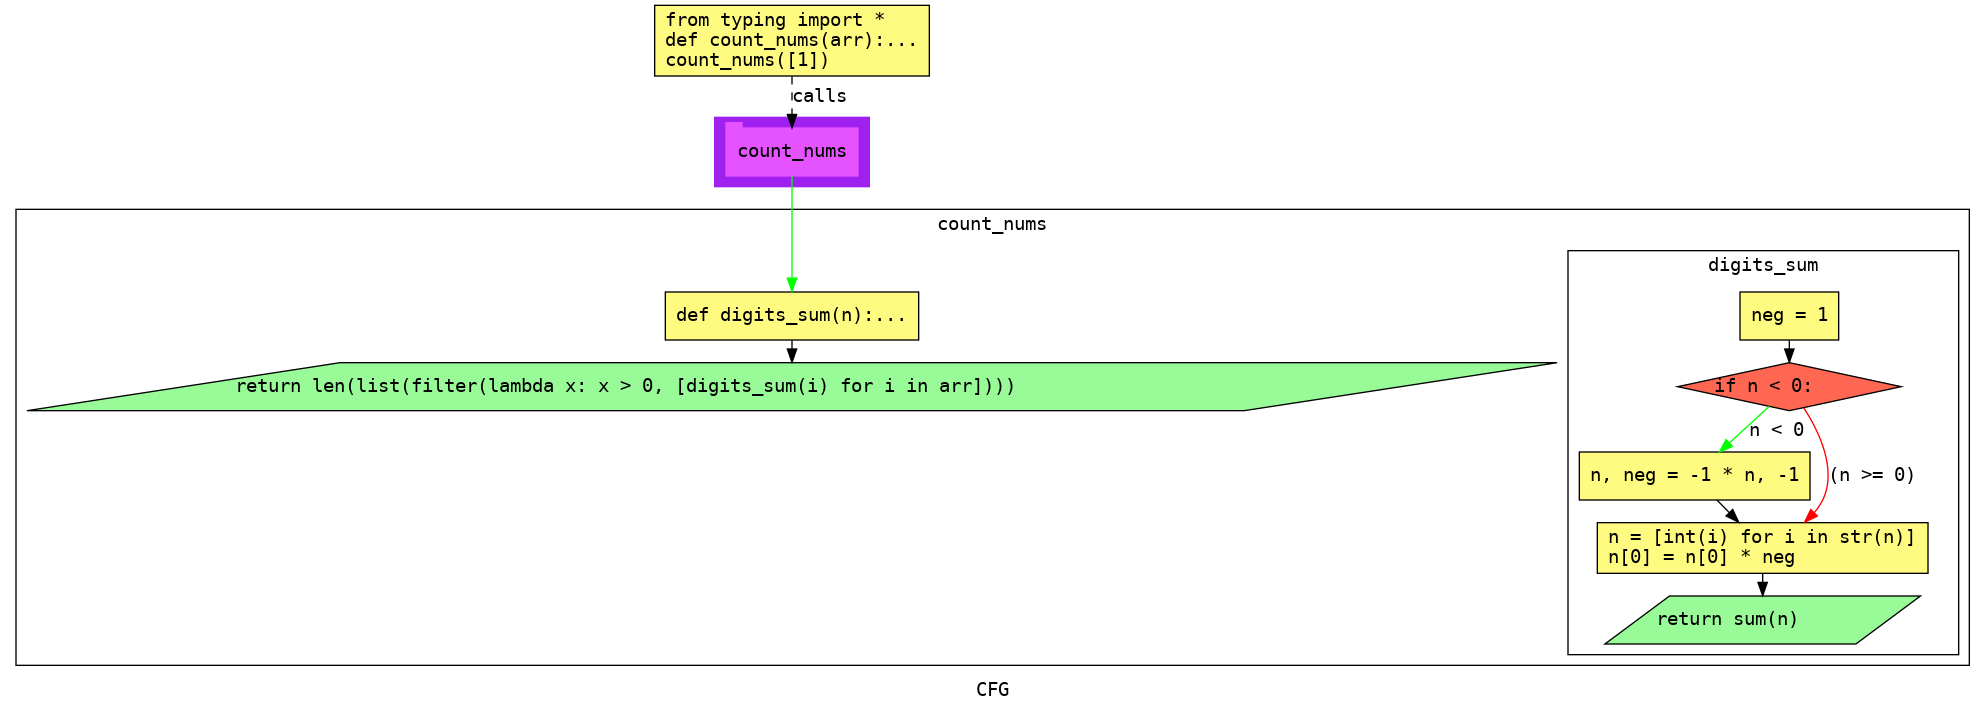 from typing import *
def count_nums(arr):...
count_nums([1])
calls
count_nums
count_nums
def digits_sum(n):...
return len(list(filter(lambda x: x > 0, [digits_sum(i) for i in arr])))
digits_sum
neg = 1
if n < 0:
n < 0
n, neg = -1 * n, -1
(n >= 0)
n = [int(i) for i in str(n)]
n[0] = n[0] * neg
return sum(n)
CFG